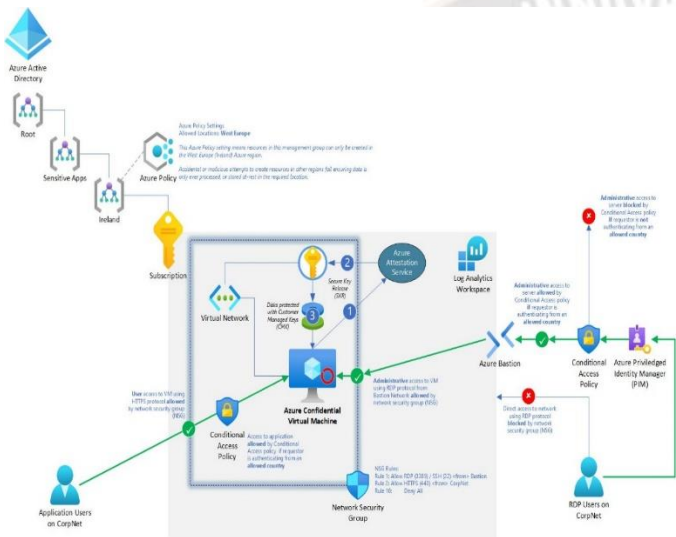 Azure Active
Directory
Root
Sensitive Apps
Ireland
Azure Policy
Azure Policy Settings
Allowed Locations: West Europe
This Azure Policy setting means resources in this management group can only be created in
the West Europe (Ireland) Azure region.
Accidental or malicious attempts to create resources in other regions fail ensuring data is
only ever processed, or stored at-rest in the required location.
Subscription
Virtual Network
Secure Key
Release
(SKR)
2
Azure
Attestation
Service
Log Analytics
Workspace
Data protected
with Customer
Managed Keys
(CMK)
3
1
Azure Confidential
Virtual Machine
Administrative access to
server blocked by
Conditional Access policy
if requestor is not
authenticating from an
allowed country
Administrative access to
server allowed by
Conditional Access policy
if requestor is
authenticating from an
allowed country
Azure Bastion
Conditional
Access
Policy
Azure Priviledged
Identity Manager
(PIM)
Administrative access to VM
using RDP protocol from
Bastion Network allowed by
network security group (NSG)
Direct access to network
using RDP protocol
blocked by network
security group (NSG)
User access to VM using
HTTPS protocol allowed
by network security group
(NSG)
Conditional
Access
Policy
Access to application
allowed by Conditional
Access policy if requestor
is authenticating from an
allowed country
Application Users
on CorpNet
Network Security
Group
NSG Rules
Rule 1: Allow RDP (3389) / SSH (22) <from> Bastion
Rule 2: Allow HTTPS (443) <from> CorpNet
Rule 10: Deny All
RDP Users on
CorpNet